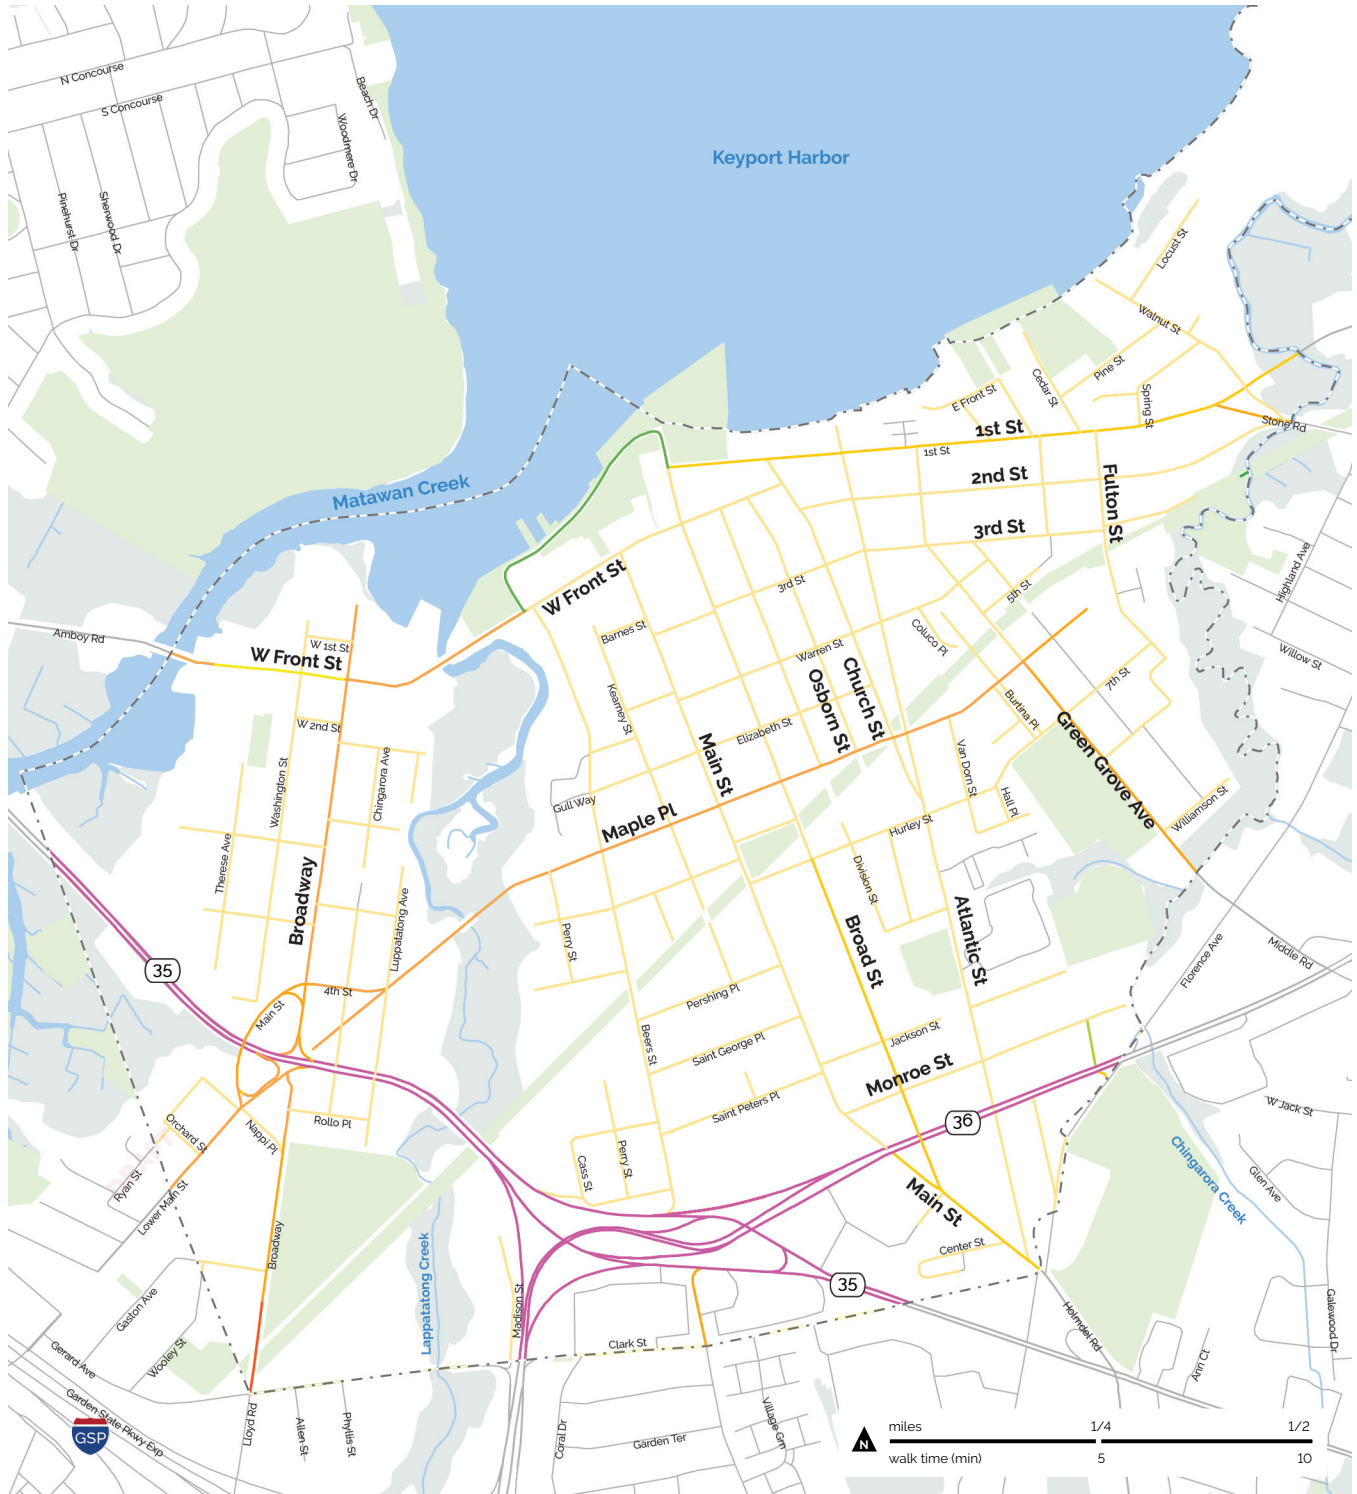 N Concourse
S Concourse
Beach Dr
Woodmere Dr
Pinehurst Dr
Sherwood Dr
Keyport Harbor
Locust St
Walnut St
Pine St
Cedar St
Spring St
E Front St
1st St
1st St
Stone Rd
2nd St
Fulton St
3rd St
Matawan Creek
Highland Ave
W Front St
3rd St
5th St
Barnes St
Coluco Pl
Amboy Rd
W 1st St
W Front St
Warren St
Willow St
Church St
Osborn St
7th St
Kearney St
Burtina Pl
Green Grove Ave
W 2nd St
Elizabeth St
Main St
Van Dorn St
Washington St
Chingarora Ave
Gull Way
Maple Pl
Hall Pl
Williamson St
Hurley St
Therese Ave
Division St
Broadway
Luppatatong Ave
Perry St
Broad St
Atlantic St
Middle Rd
Florence Ave
35
4th St
Main St
Pershing Pl
Beers St
Saint George Pl
Jackson St
Monroe St
Saint Peters Pl
36
W Jack St
Orchard St
Nappi Pl
Rollo Pl
Ryan St
Lower Main St
Cass St
Perry St
Chingarora Creek
Glen Ave
Main St
Broadway
Center St
Lappatatong Creek
Madison St
35
Gaston Ave
Clark St
Holmdel Rd
Galewood Dr
Gerard Ave
Wooley St
Ann Ct
Garden State Pkwy Exp
GSP
Lloyd Rd
Allen St
Phyllis St
Coral Dr
Garden Ter
Village Grn
N
miles 1/4 1/2
walk time (min) 5 10